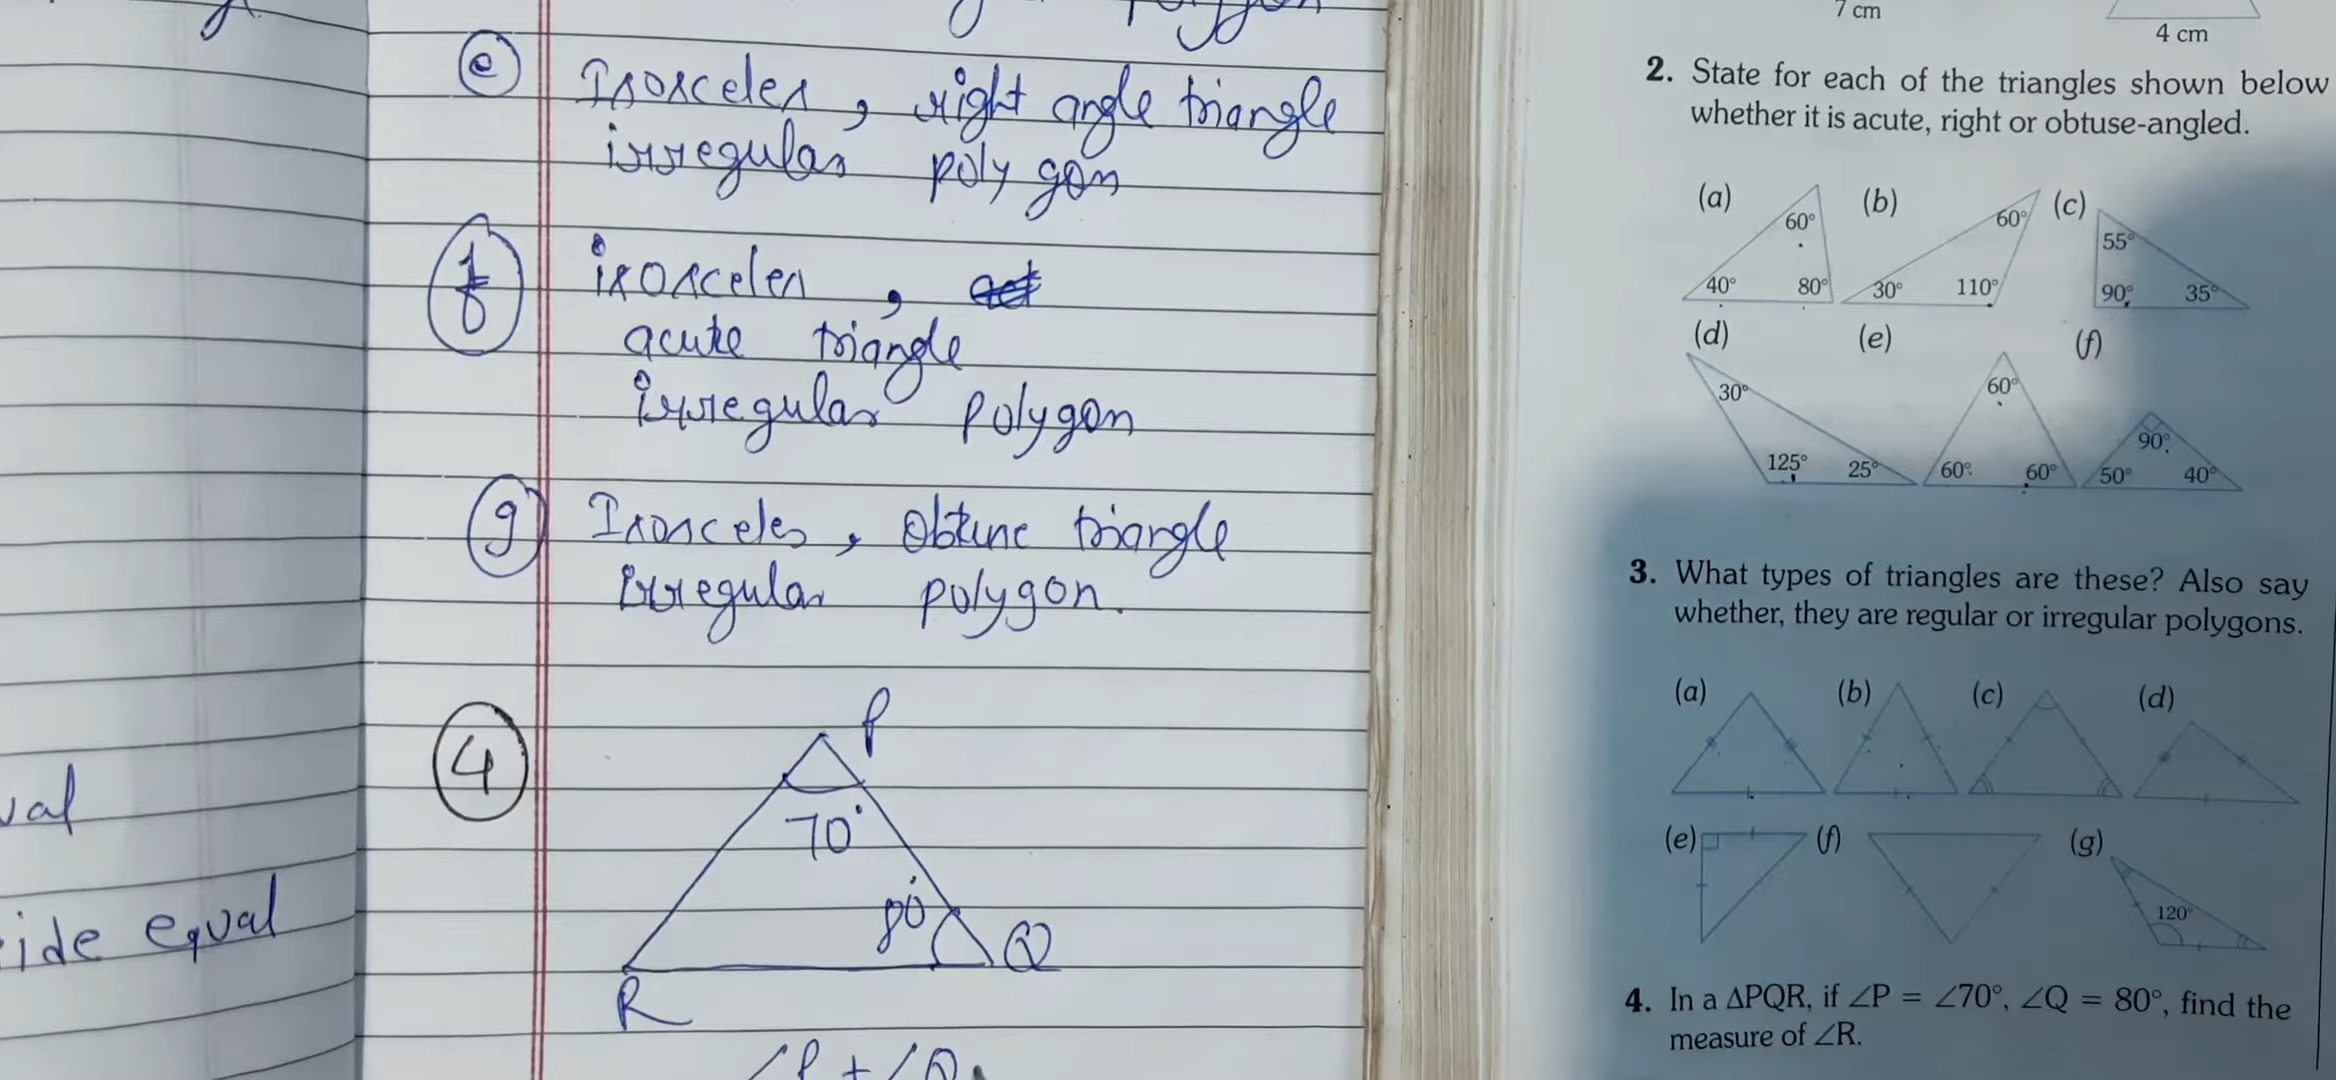 ⓔ Isosceles, right angle triangle
irregular polygon
ⓕ isosceles,
acute triangle
irregular polygon
ⓖ Isosceles, obtuse triangle
irregular polygon.
④
P
70°
80°
Q
R
∠P + ∠Q
ide equal
7 cm
4 cm
2. State for each of the triangles shown below
whether it is acute, right or obtuse-angled.
(a) (b) (c)
60° 60° 55°
40° 80° 30° 110° 90° 35°
(d) (e) (f)
30° 60° 90°
125° 25° 60° 60° 50° 40°
3. What types of triangles are these? Also say
whether, they are regular or irregular polygons.
(a) (b) (c) (d)
(e) (f) (g)
120°
4. In a ΔPQR, if ∠P = ∠70°, ∠Q = 80°, find the
measure of ∠R.